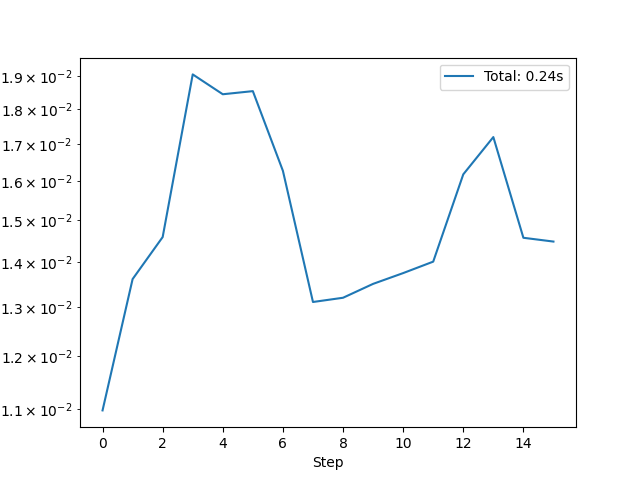 Total: 0.24s
1.9 × 10⁻²
1.8 × 10⁻²
1.7 × 10⁻²
1.6 × 10⁻²
1.5 × 10⁻²
1.4 × 10⁻²
1.3 × 10⁻²
1.2 × 10⁻²
1.1 × 10⁻²
0 2 4 6 8 10 12 14
Step